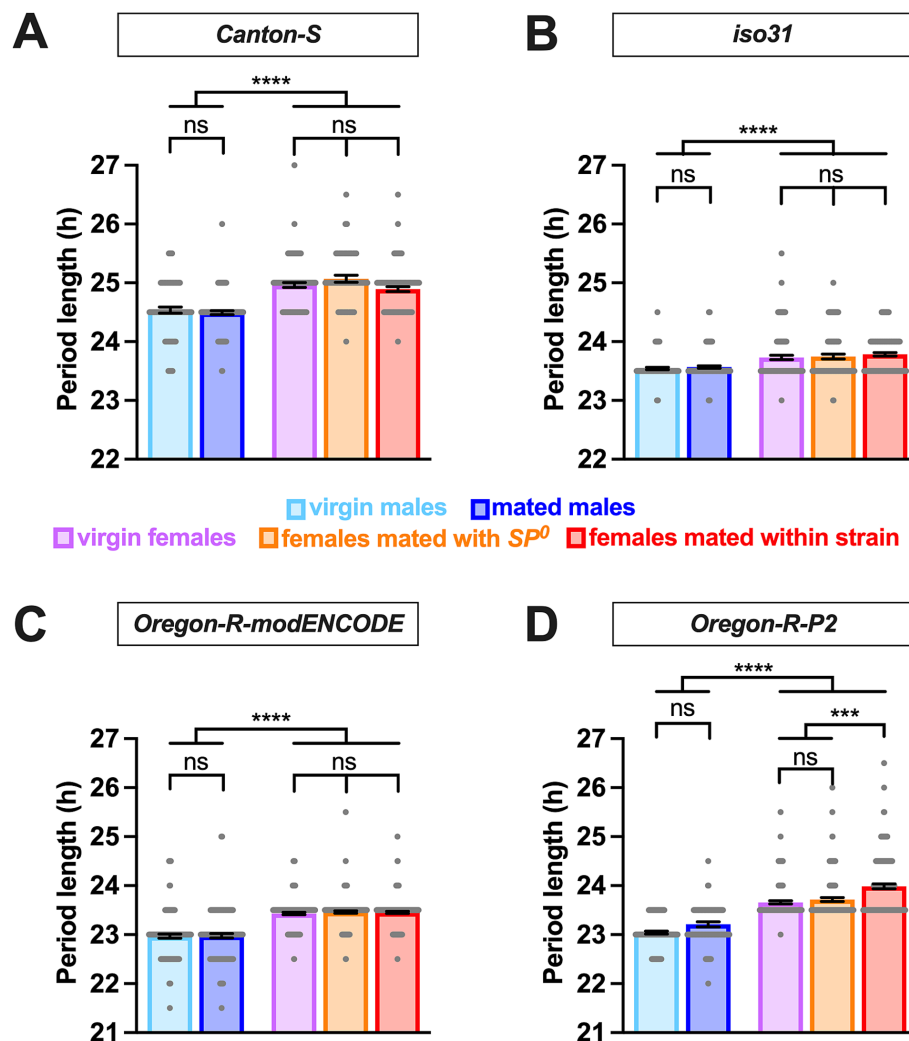 A
Canton-S
B
iso31
****
ns
ns
****
ns
ns
Period length (h)
27
26
25
24
23
22
Period length (h)
27
26
25
24
23
22
virgin males
mated males
virgin females
females mated with SP⁰
females mated within strain
C
Oregon-R-modENCODE
D
Oregon-R-P2
****
ns
ns
****
ns
***
ns
Period length (h)
27
26
25
24
23
22
21
Period length (h)
27
26
25
24
23
22
21